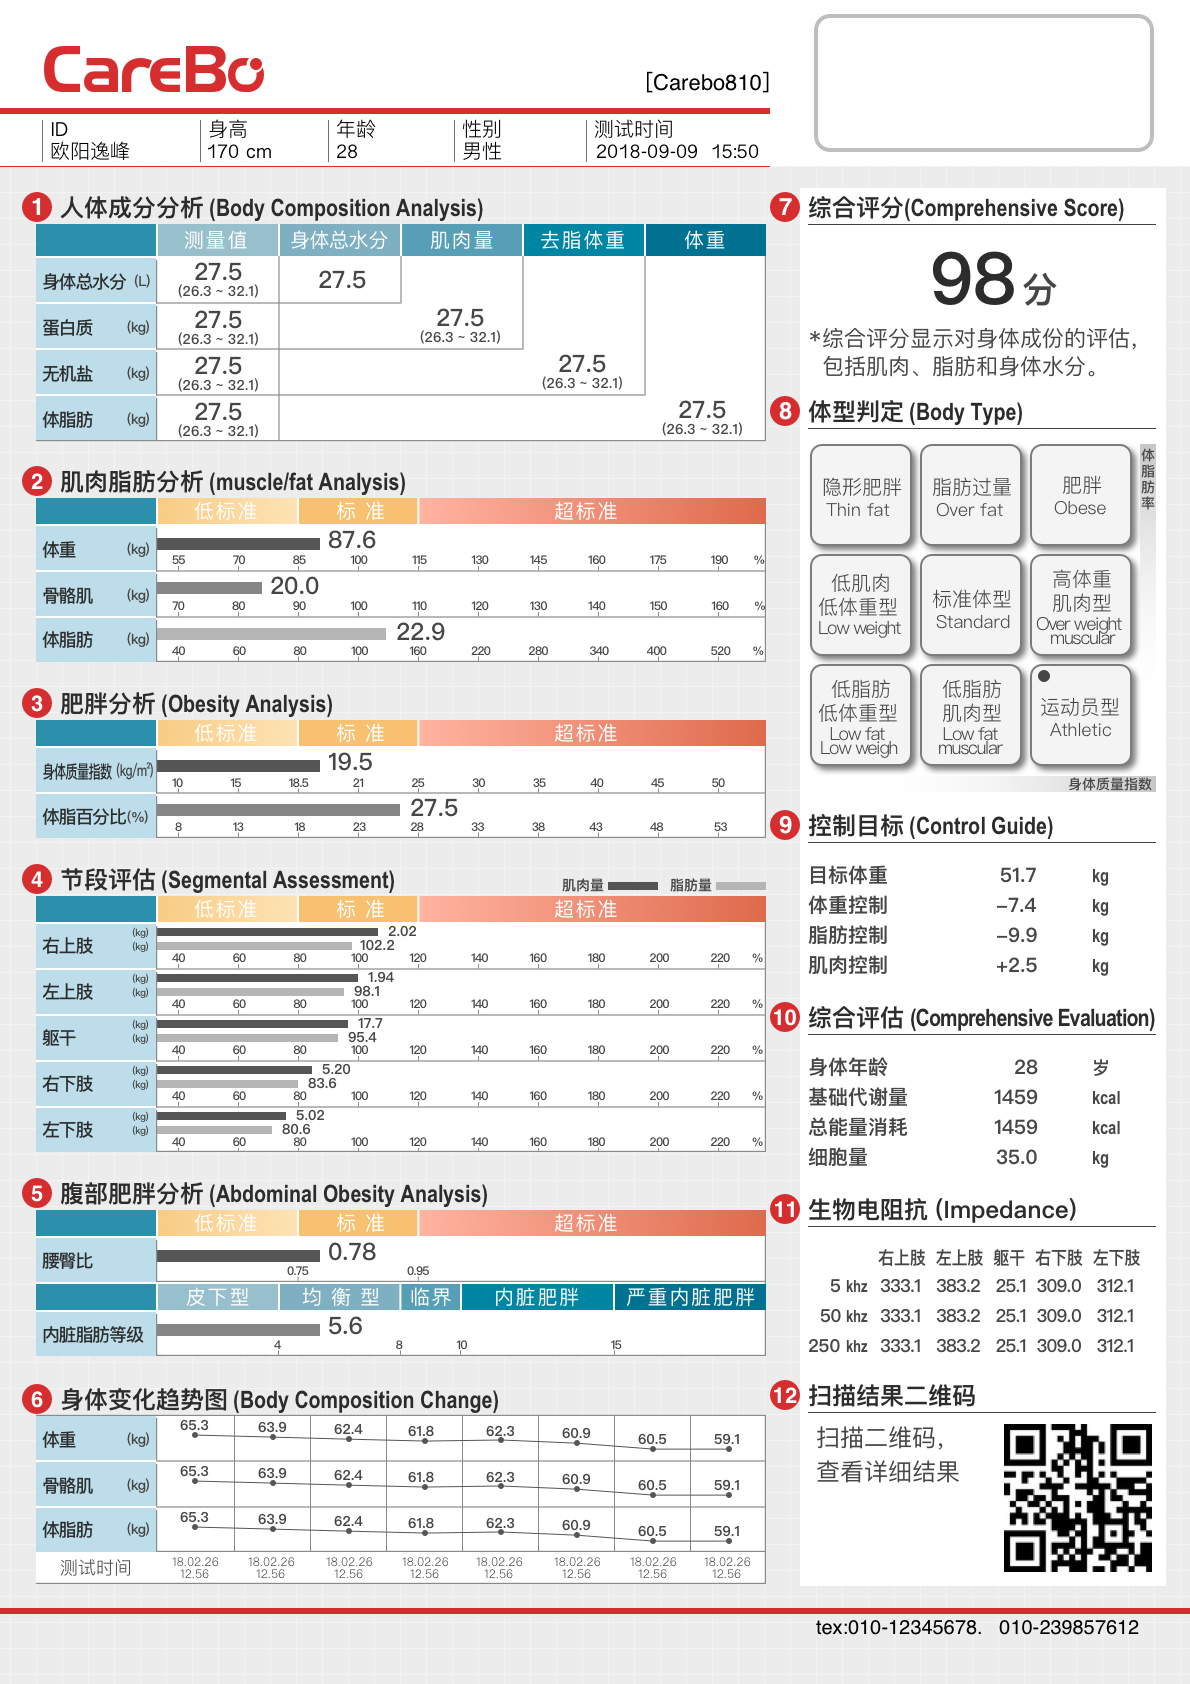 CareBo
[Carebo810]
ID 身高 年龄 性别 测试时间
欧阳逸峰 170 cm 28 男性 2018-09-09 15:50
1 人体成分分析 (Body Composition Analysis)
测量值 身体总水分 肌肉量 去脂体重 体重
身体总水分 (L) 27.5 (26.3 ~ 32.1) 27.5
蛋白质 (kg) 27.5 (26.3 ~ 32.1) 27.5 (26.3 ~ 32.1)
无机盐 (kg) 27.5 (26.3 ~ 32.1) 27.5 (26.3 ~ 32.1)
体脂肪 (kg) 27.5 (26.3 ~ 32.1) 27.5 (26.3 ~ 32.1)
2 肌肉脂肪分析 (muscle/fat Analysis)
低标准 标 准 超标准
体重 (kg) 87.6
55 70 85 100 115 130 145 160 175 190 %
骨骼肌 (kg) 20.0
70 80 90 100 110 120 130 140 150 160 %
体脂肪 (kg) 22.9
40 60 80 100 160 220 280 340 400 520 %
3 肥胖分析 (Obesity Analysis)
低标准 标 准 超标准
身体质量指数 (kg/m²) 19.5
10 15 18.5 21 25 30 35 40 45 50
体脂百分比(%) 27.5
8 13 18 23 28 33 38 43 48 53
4 节段评估 (Segmental Assessment)
肌肉量 脂肪量
低标准 标 准 超标准
右上肢 (kg) 2.02
(kg) 102.2
40 60 80 100 120 140 160 180 200 220 %
左上肢 (kg) 1.94
(kg) 98.1
40 60 80 100 120 140 160 180 200 220 %
躯干 (kg) 17.7
(kg) 95.4
40 60 80 100 120 140 160 180 200 220 %
右下肢 (kg) 5.20
(kg) 83.6
40 60 80 100 120 140 160 180 200 220 %
左下肢 (kg) 5.02
(kg) 80.6
40 60 80 100 120 140 160 180 200 220 %
5 腹部肥胖分析 (Abdominal Obesity Analysis)
低标准 标 准 超标准
腰臀比 0.78
0.75 0.95
皮下型 均 衡 型 临界 内脏肥胖 严重内脏肥胖
内脏脂肪等级 5.6
4 8 10 15
6 身体变化趋势图 (Body Composition Change)
体重 (kg) 65.3 63.9 62.4 61.8 62.3 60.9 60.5 59.1
骨骼肌 (kg) 65.3 63.9 62.4 61.8 62.3 60.9 60.5 59.1
体脂肪 (kg) 65.3 63.9 62.4 61.8 62.3 60.9 60.5 59.1
测试时间 18.02.26 18.02.26 18.02.26 18.02.26 18.02.26 18.02.26 18.02.26 18.02.26
12.56 12.56 12.56 12.56 12.56 12.56 12.56 12.56
7 综合评分(Comprehensive Score)
98 分
*综合评分显示对身体成份的评估，
包括肌肉、脂肪和身体水分。
8 体型判定 (Body Type)
体脂肪率
隐形肥胖
Thin fat
脂肪过量
Over fat
肥胖
Obese
低肌肉
低体重型
Low weight
标准体型
Standard
高体重
肌肉型
Over weight
muscular
低脂肪
低体重型
Low fat
Low weigh
低脂肪
肌肉型
Low fat
muscular
运动员型
Athletic
身体质量指数
9 控制目标 (Control Guide)
目标体重 51.7 kg
体重控制 –7.4 kg
脂肪控制 –9.9 kg
肌肉控制 +2.5 kg
10 综合评估 (Comprehensive Evaluation)
身体年龄 28 岁
基础代谢量 1459 kcal
总能量消耗 1459 kcal
细胞量 35.0 kg
11 生物电阻抗 (Impedance)
右上肢 左上肢 躯干 右下肢 左下肢
5 khz 333.1 383.2 25.1 309.0 312.1
50 khz 333.1 383.2 25.1 309.0 312.1
250 khz 333.1 383.2 25.1 309.0 312.1
12 扫描结果二维码
扫描二维码，
查看详细结果
tex:010-12345678. 010-239857612